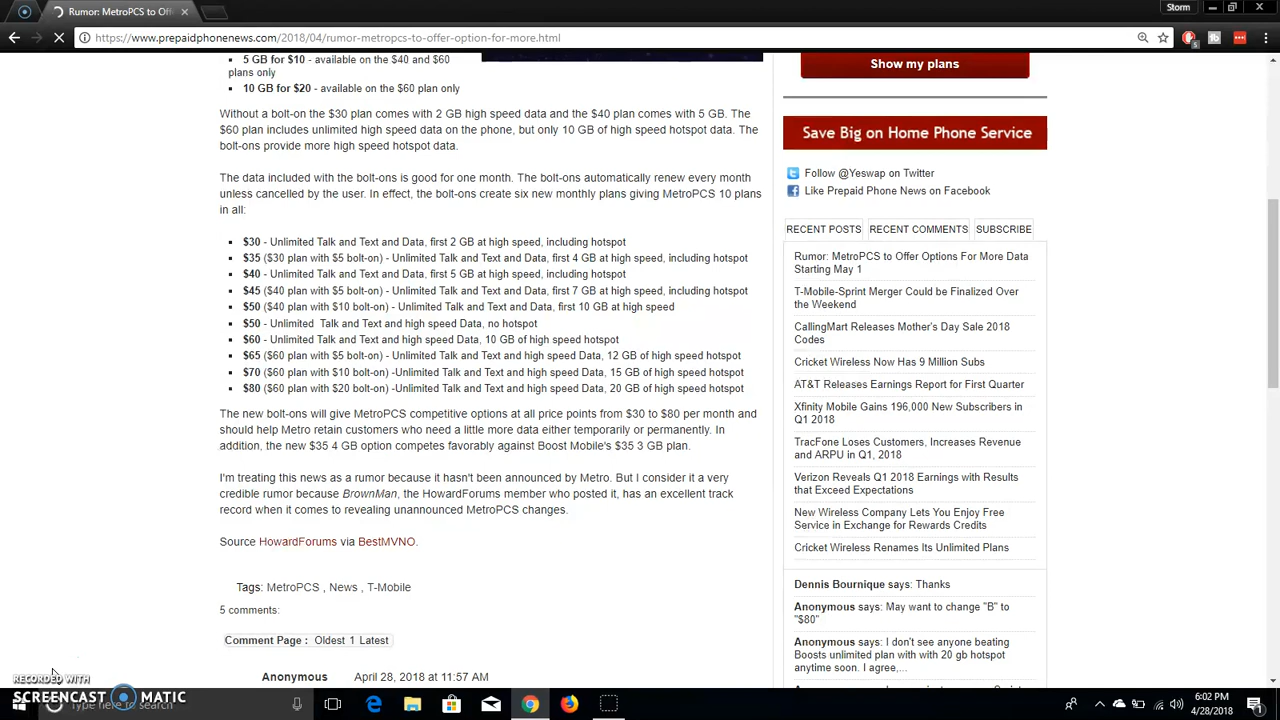 Rumor: MetroPCS to Off
Storm
https://www.prepaidphonenews.com/2018/04/rumor-metropcs-to-offer-option-for-more.html
5 GB for $10 - available on the $40 and $60
plans only
10 GB for $20 - available on the $60 plan only
Without a bolt-on the $30 plan comes with 2 GB high speed data and the $40 plan comes with 5 GB. The
$60 plan includes unlimited high speed data on the phone, but only 10 GB of high speed hotspot data. The
bolt-ons provide more high speed hotspot data.
The data included with the bolt-ons is good for one month. The bolt-ons automatically renew every month
unless cancelled by the user. In effect, the bolt-ons create six new monthly plans giving MetroPCS 10 plans
in all:
$30 - Unlimited Talk and Text and Data, first 2 GB at high speed, including hotspot
$35 ($30 plan with $5 bolt-on) - Unlimited Talk and Text and Data, first 4 GB at high speed, including hotspot
$40 - Unlimited Talk and Text and Data, first 5 GB at high speed, including hotspot
$45 ($40 plan with $5 bolt-on) - Unlimited Talk and Text and Data, first 7 GB at high speed, including hotspot
$50 ($40 plan with $10 bolt-on) - Unlimited Talk and Text and Data, first 10 GB at high speed
$50 - Unlimited Talk and Text and high speed Data, no hotspot
$60 - Unlimited Talk and Text and high speed Data, 10 GB of high speed hotspot
$65 ($60 plan with $5 bolt-on) - Unlimited Talk and Text and high speed Data, 12 GB of high speed hotspot
$70 ($60 plan with $10 bolt-on) -Unlimited Talk and Text and high speed Data, 15 GB of high speed hotspot
$80 ($60 plan with $20 bolt-on) -Unlimited Talk and Text and high speed Data, 20 GB of high speed hotspot
The new bolt-ons will give MetroPCS competitive options at all price points from $30 to $80 per month and
should help Metro retain customers who need a little more data either temporarily or permanently. In
addition, the new $35 4 GB option competes favorably against Boost Mobile's $35 3 GB plan.
I'm treating this news as a rumor because it hasn't been announced by Metro. But I consider it a very
credible rumor because BrownMan, the HowardForums member who posted it, has an excellent track
record when it comes to revealing unannounced MetroPCS changes.
Source HowardForums via BestMVNO.
Tags: MetroPCS , News , T-Mobile
5 comments:
Comment Page : Oldest 1 Latest
Anonymous April 28, 2018 at 11:57 AM
Show my plans
Save Big on Home Phone Service
Follow @Yeswap on Twitter
Like Prepaid Phone News on Facebook
RECENT POSTS RECENT COMMENTS SUBSCRIBE
Rumor: MetroPCS to Offer Options For More Data
Starting May 1
T-Mobile-Sprint Merger Could be Finalized Over
the Weekend
CallingMart Releases Mother's Day Sale 2018
Codes
Cricket Wireless Now Has 9 Million Subs
AT&T Releases Earnings Report for First Quarter
Xfinity Mobile Gains 196,000 New Subscribers in
Q1 2018
TracFone Loses Customers, Increases Revenue
and ARPU in Q1, 2018
Verizon Reveals Q1 2018 Earnings with Results
that Exceed Expectations
New Wireless Company Lets You Enjoy Free
Service in Exchange for Rewards Credits
Cricket Wireless Renames Its Unlimited Plans
Dennis Bournique says: Thanks
Anonymous says: May want to change "B" to
"$80"
Anonymous says: I don't see anyone beating
Boosts unlimited plan with with 20 gb hotspot
anytime soon. I agree,...
RECORDED WITH
SCREENCAST MATIC
Type here to search
6:02 PM
4/28/2018